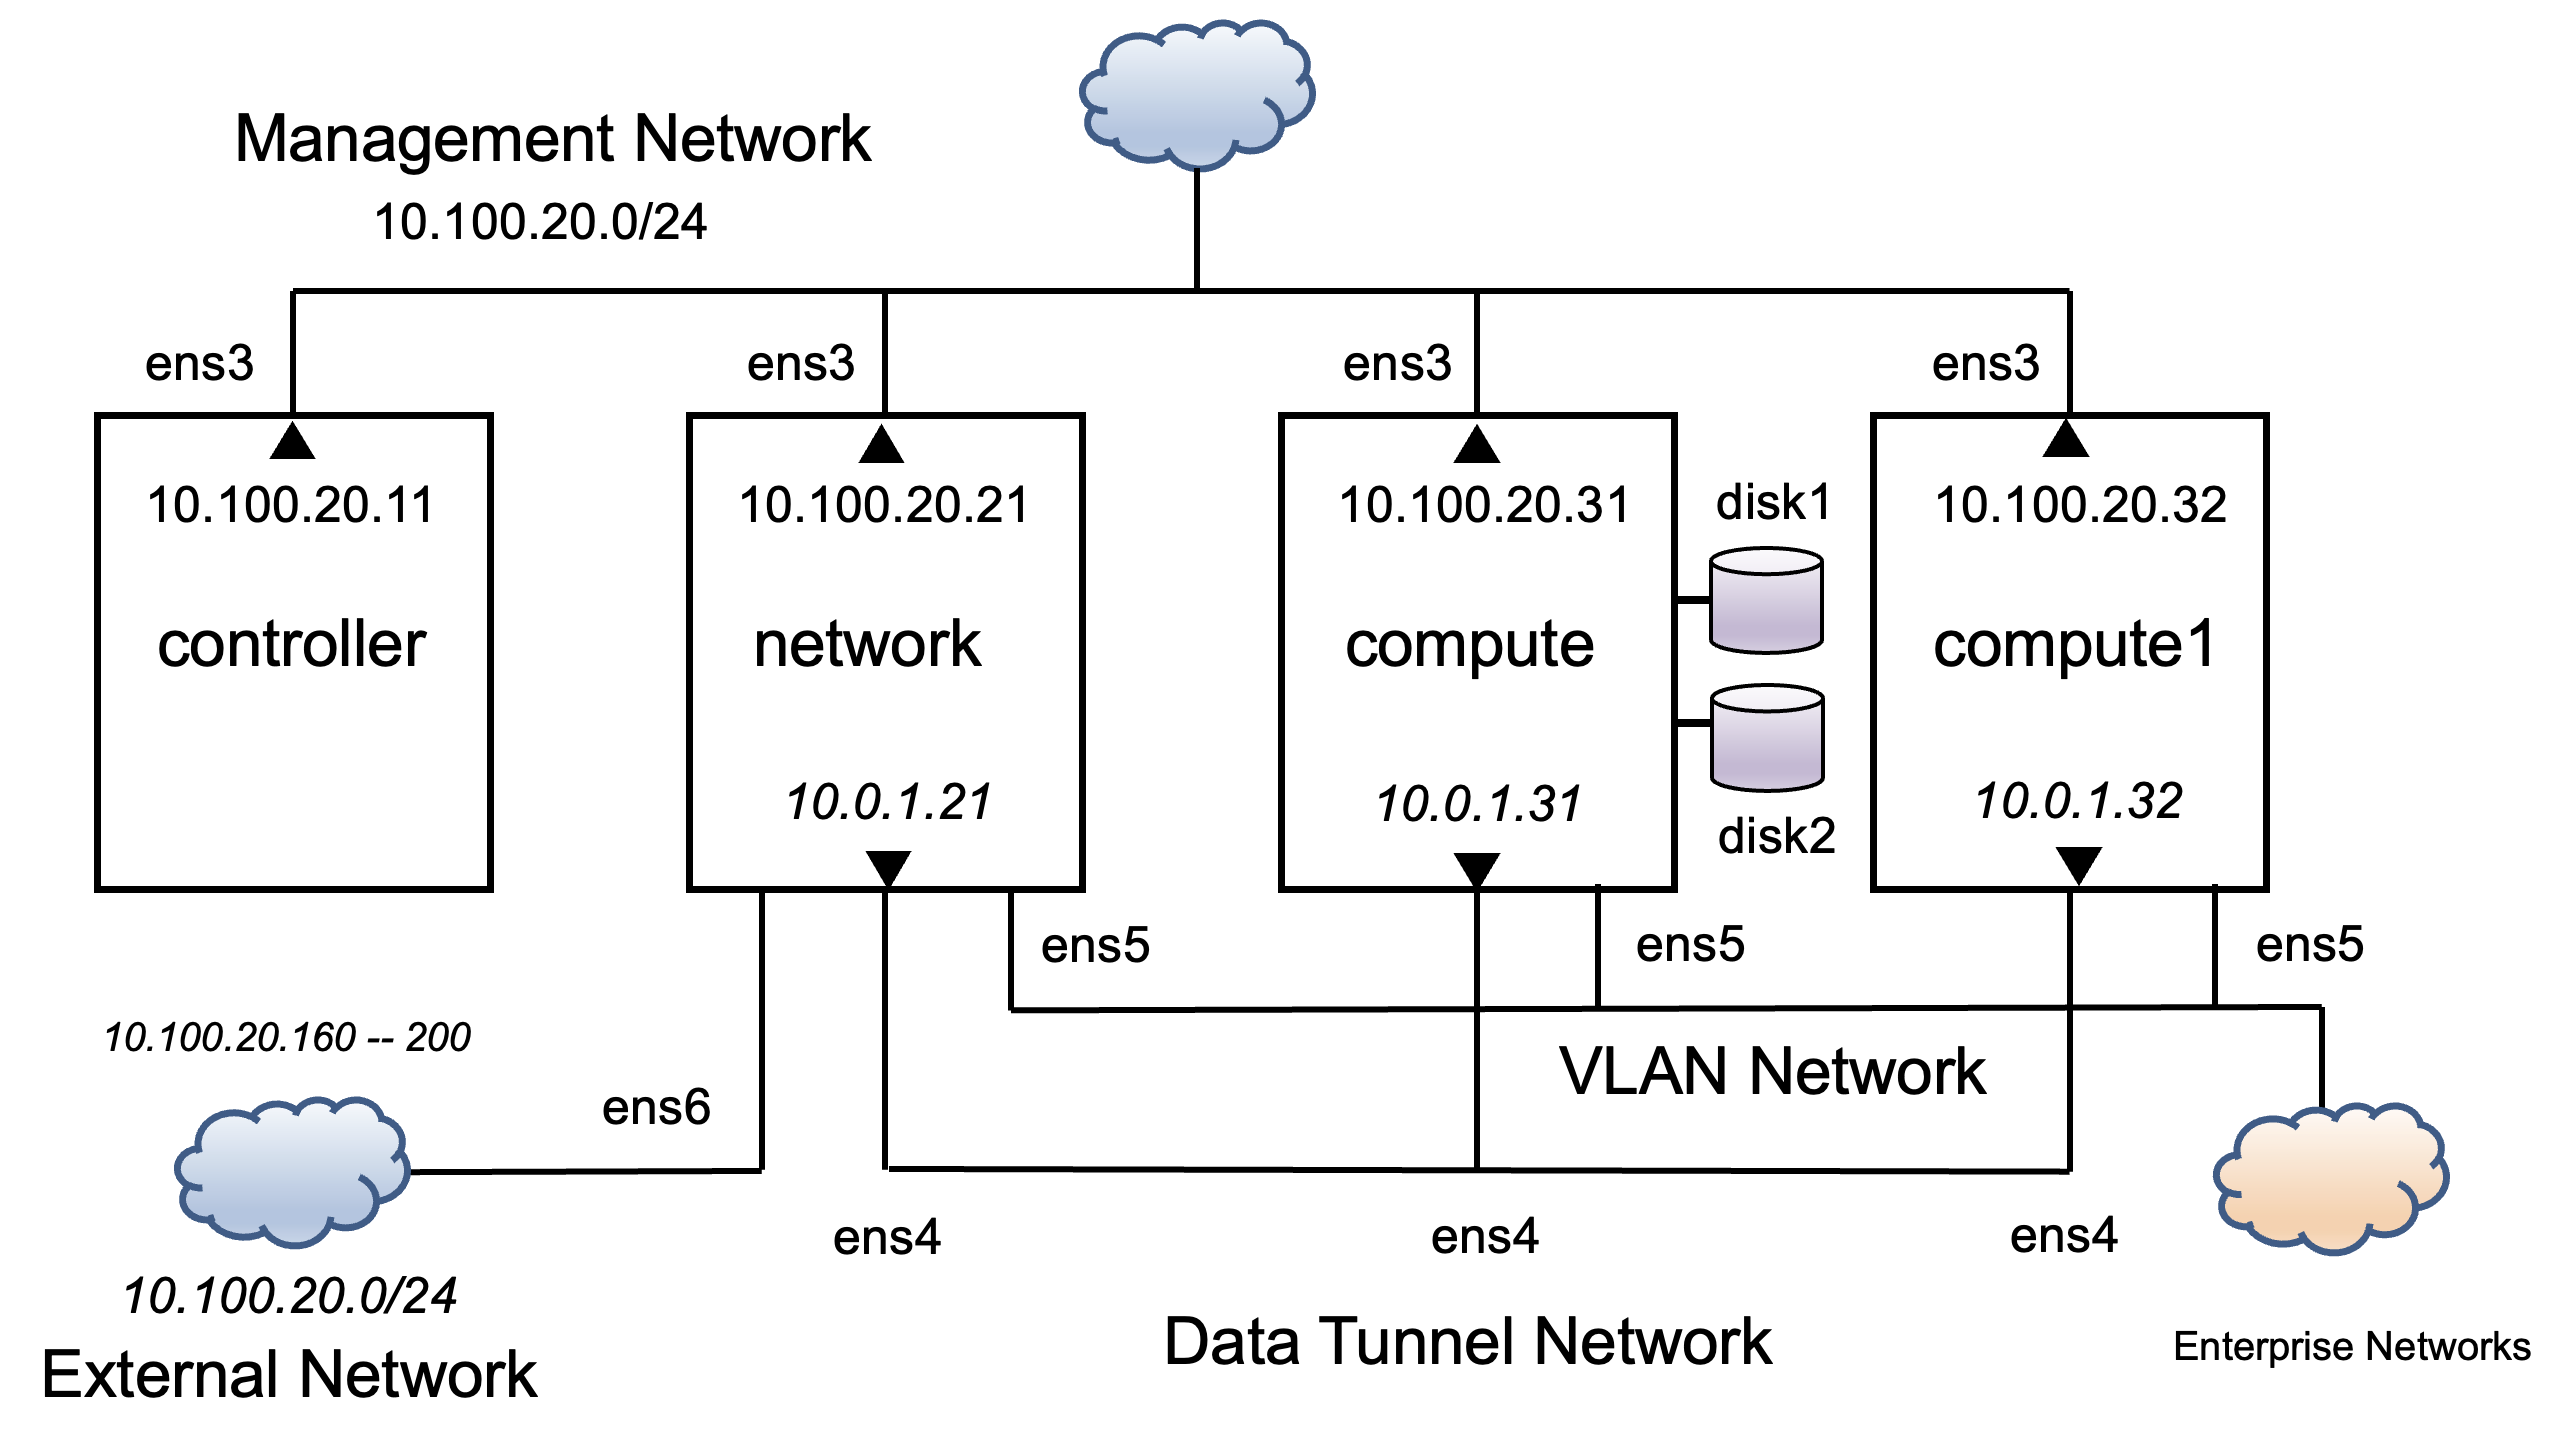 Management Network
10.100.20.0/24
ens3
ens3
ens3
ens3
10.100.20.11
10.100.20.21
10.100.20.31
disk1
10.100.20.32
controller
network
compute
compute1
10.0.1.21
10.0.1.31
disk2
10.0.1.32
ens5
ens5
ens5
10.100.20.160 -- 200
VLAN Network
ens6
ens4
ens4
ens4
10.100.20.0/24
External Network
Data Tunnel Network
Enterprise Networks